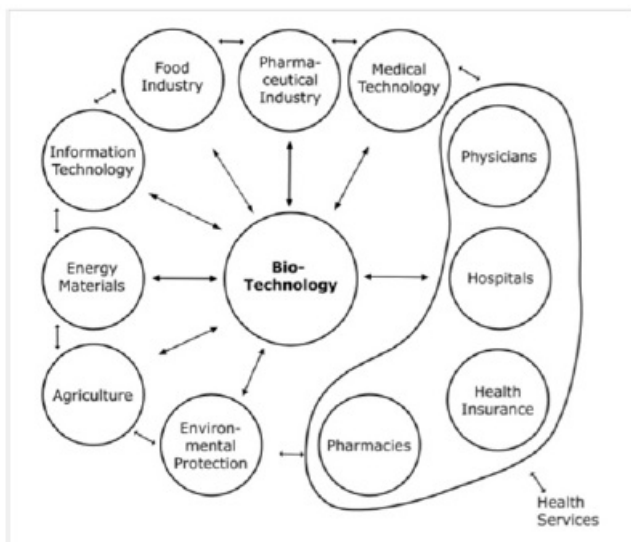 Food
Industry
Pharma-
ceutical
Industry
Medical
Technology
Information
Technology
Physicians
Bio-
Technology
Energy
Materials
Hospitals
Agriculture
Health
Insurance
Environ-
mental
Protection
Pharmacies
Health
Services